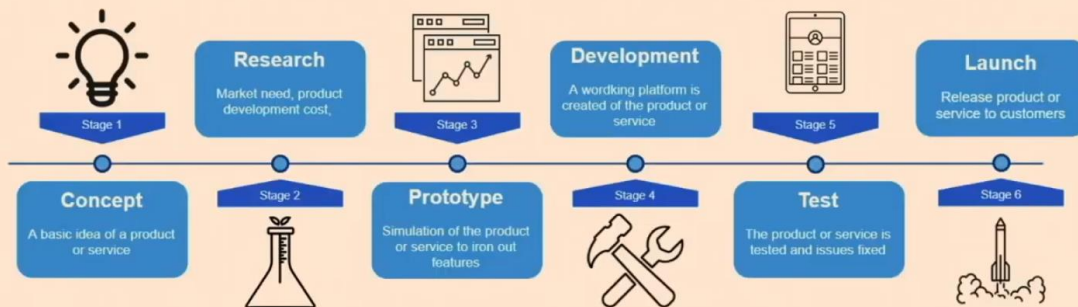 Stage 1
Concept
A basic idea of a product
or service
Research
Market need, product
development cost,
Stage 2
Stage 3
Prototype
Simulation of the product
or service to iron out
features
Development
A wordking platform is
created of the product or
service
Stage 4
Stage 5
Test
The product or service is
tested and issues fixed
Launch
Release product or
service to customers
Stage 6